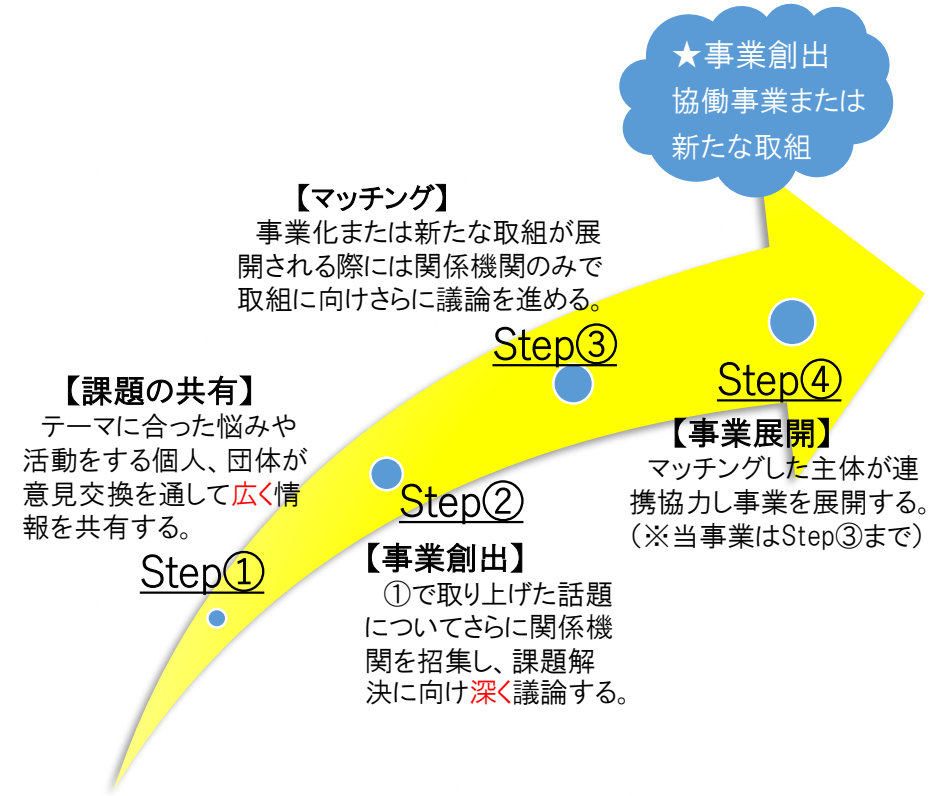 ★事業創出
協働事業または
新たな取組
【マッチング】
事業化または新たな取組が展
開される際には関係機関のみで
取組に向けさらに議論を進める。
Step③
Step④
【事業展開】
マッチングした主体が連
携協力し事業を展開する。
（※当事業はStep③まで）
【課題の共有】
テーマに合った悩みや
活動をする個人、団体が
意見交換を通して広く情
報を共有する。
Step①
Step②
【事業創出】
①で取り上げた話題
についてさらに関係機
関を招集し、課題解
決に向け深く議論する。